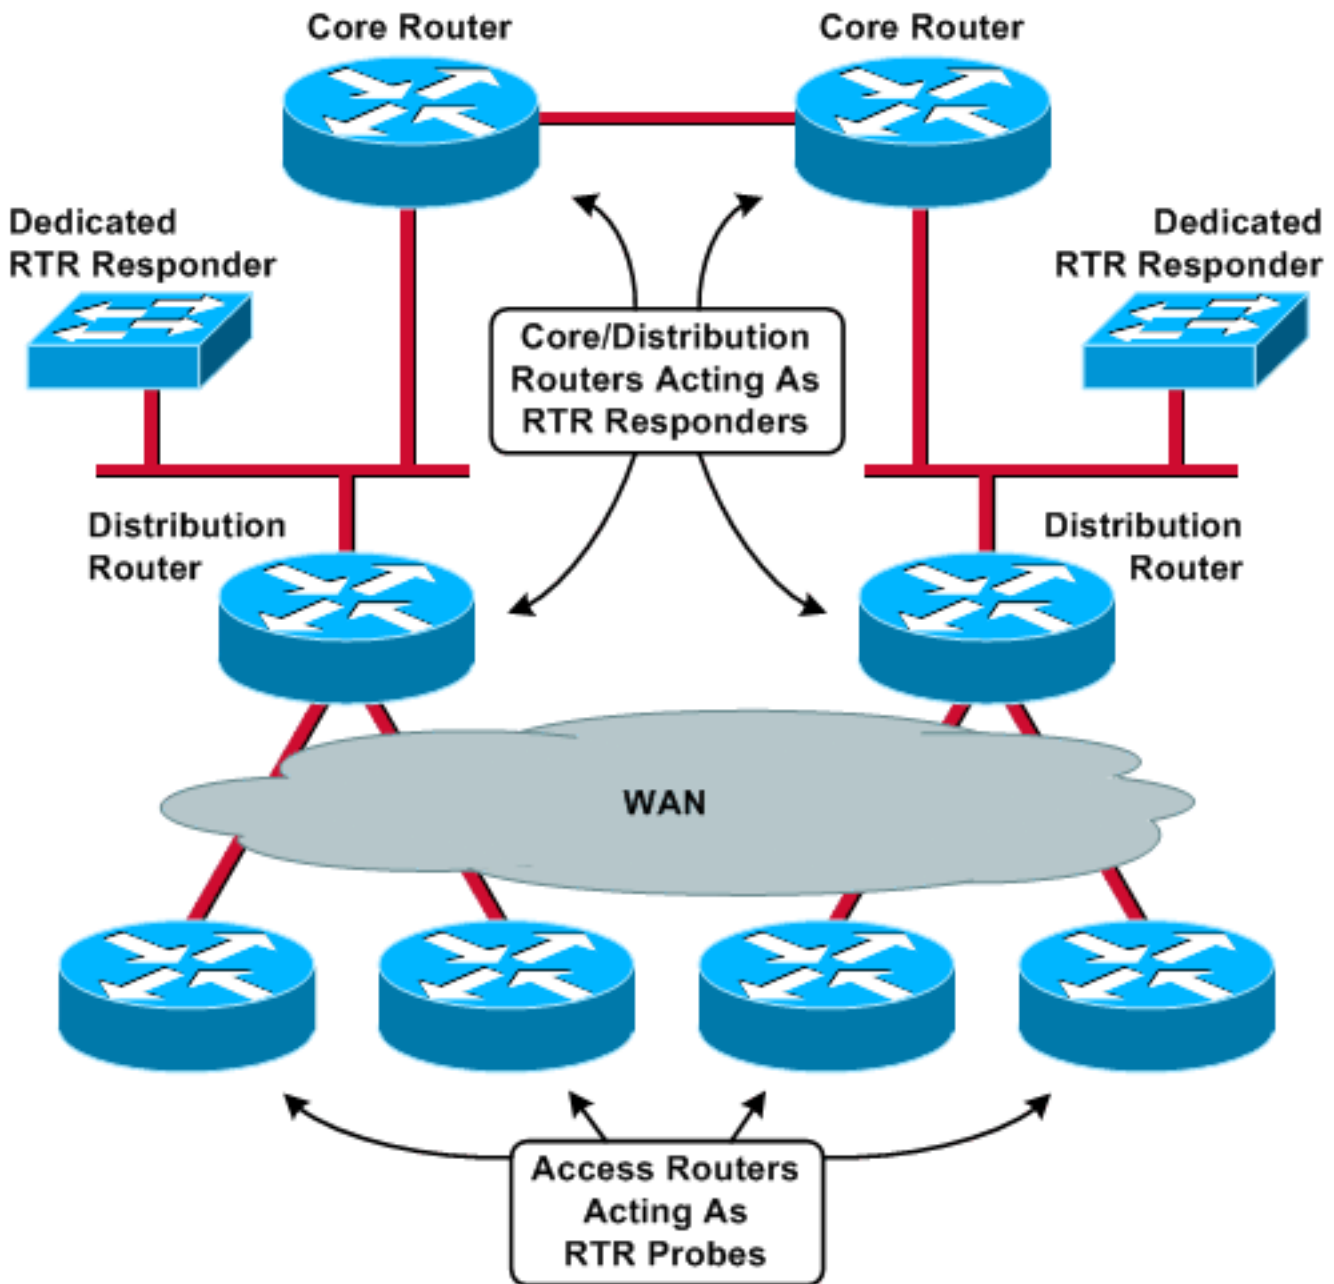 Core Router
Core Router
Dedicated
RTR Responder
Dedicated
RTR Responder
Core/Distribution
Routers Acting As
RTR Responders
Distribution
Router
Distribution
Router
WAN
Access Routers
Acting As
RTR Probes